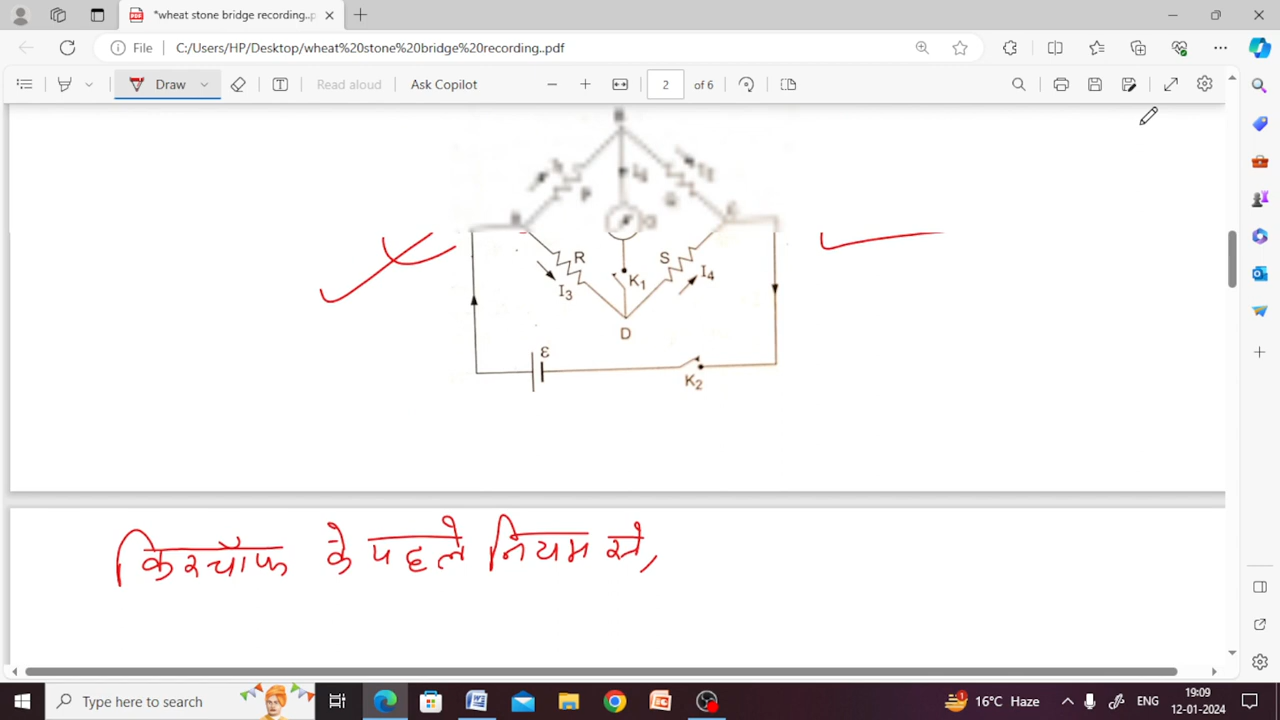 *wheat stone bridge recording..p
File C:/Users/HP/Desktop/wheat%20stone%20bridge%20recording..pdf
Draw Read aloud Ask Copilot 2 of 6
P
R S
I3 K1 I4
D
ε
K2
किरचॉफ के पहले नियम से,
Type here to search 16°C Haze ENG 19:09
12-01-2024